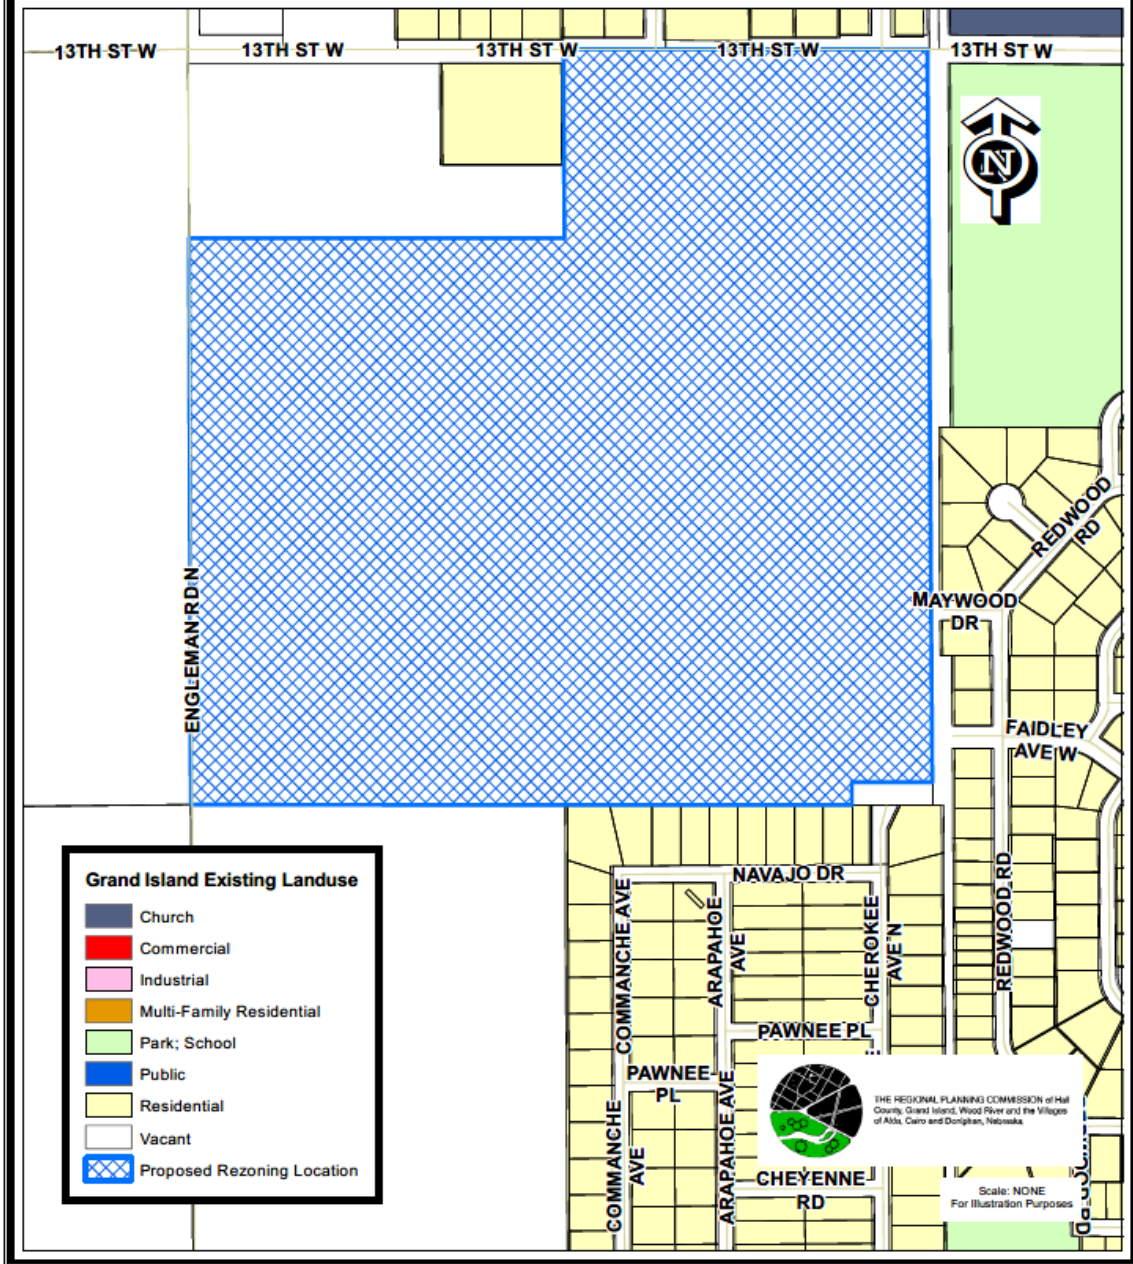 13TH ST W
13TH ST W
13TH ST W
13TH ST W
13TH ST W
N
ENGLEMAN RD N
REDWOOD
RD
MAYWOOD
DR
FAIDLEY
AVE W
REDWOOD RD
NAVAJO DR
COMMANCHE AVE
ARAPAHOE
AVE
CHEROKEE
AVE N
PAWNEE PL
PAWNEE
PL
COMMANCHE
AVE
ARAPAHOE AVE
CHEYENNE
RD
Grand Island Existing Landuse
Church
Commercial
Industrial
Multi-Family Residential
Park; School
Public
Residential
Vacant
Proposed Rezoning Location
THE REGIONAL PLANNING COMMISSION of Hall
County, Grand Island, Wood River and the Villages
of Alda, Cairo and Doniphan, Nebraska
Scale: NONE
For Illustration Purposes